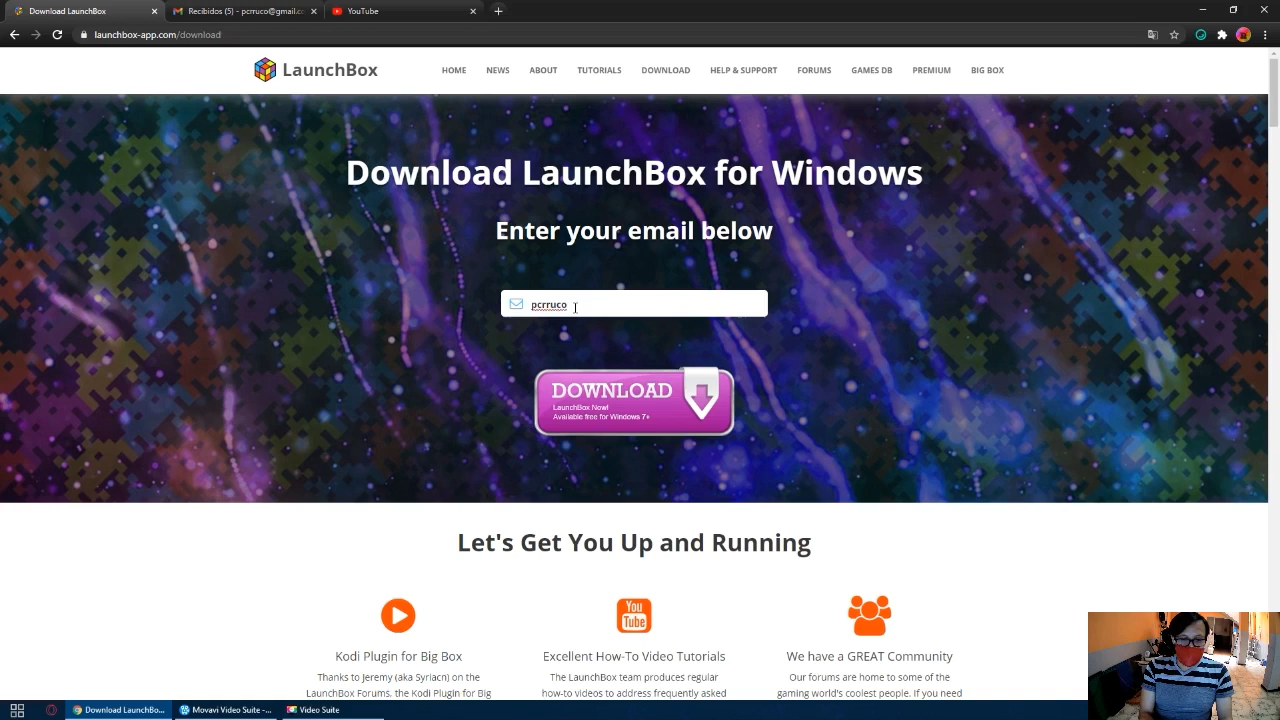 Download LaunchBox
Recibidos (5) - pcrruco@gmail.cc
YouTube
launchbox-app.com/download
LaunchBox
HOME NEWS ABOUT TUTORIALS DOWNLOAD HELP & SUPPORT FORUMS GAMES DB PREMIUM BIG BOX
Download LaunchBox for Windows
Enter your email below
pcrruco
DOWNLOAD
LaunchBox Now!
Available free for Windows 7+
Let's Get You Up and Running
You
Tube
Kodi Plugin for Big Box
Thanks to Jeremy (aka Syriacn) on the
LaunchBox Forums, the Kodi Plugin for Big
Excellent How-To Video Tutorials
The LaunchBox team produces regular
how-to videos to address frequently asked
We have a GREAT Community
Our forums are home to some of the
gaming world's coolest people. If you need
Download LaunchBo...
Movavi Video Suite -...
Video Suite